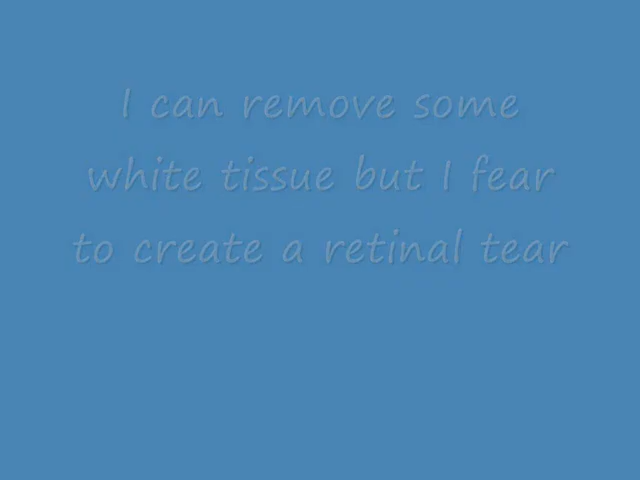 I can remove some
white tissue but I fear
to create a retinal tear